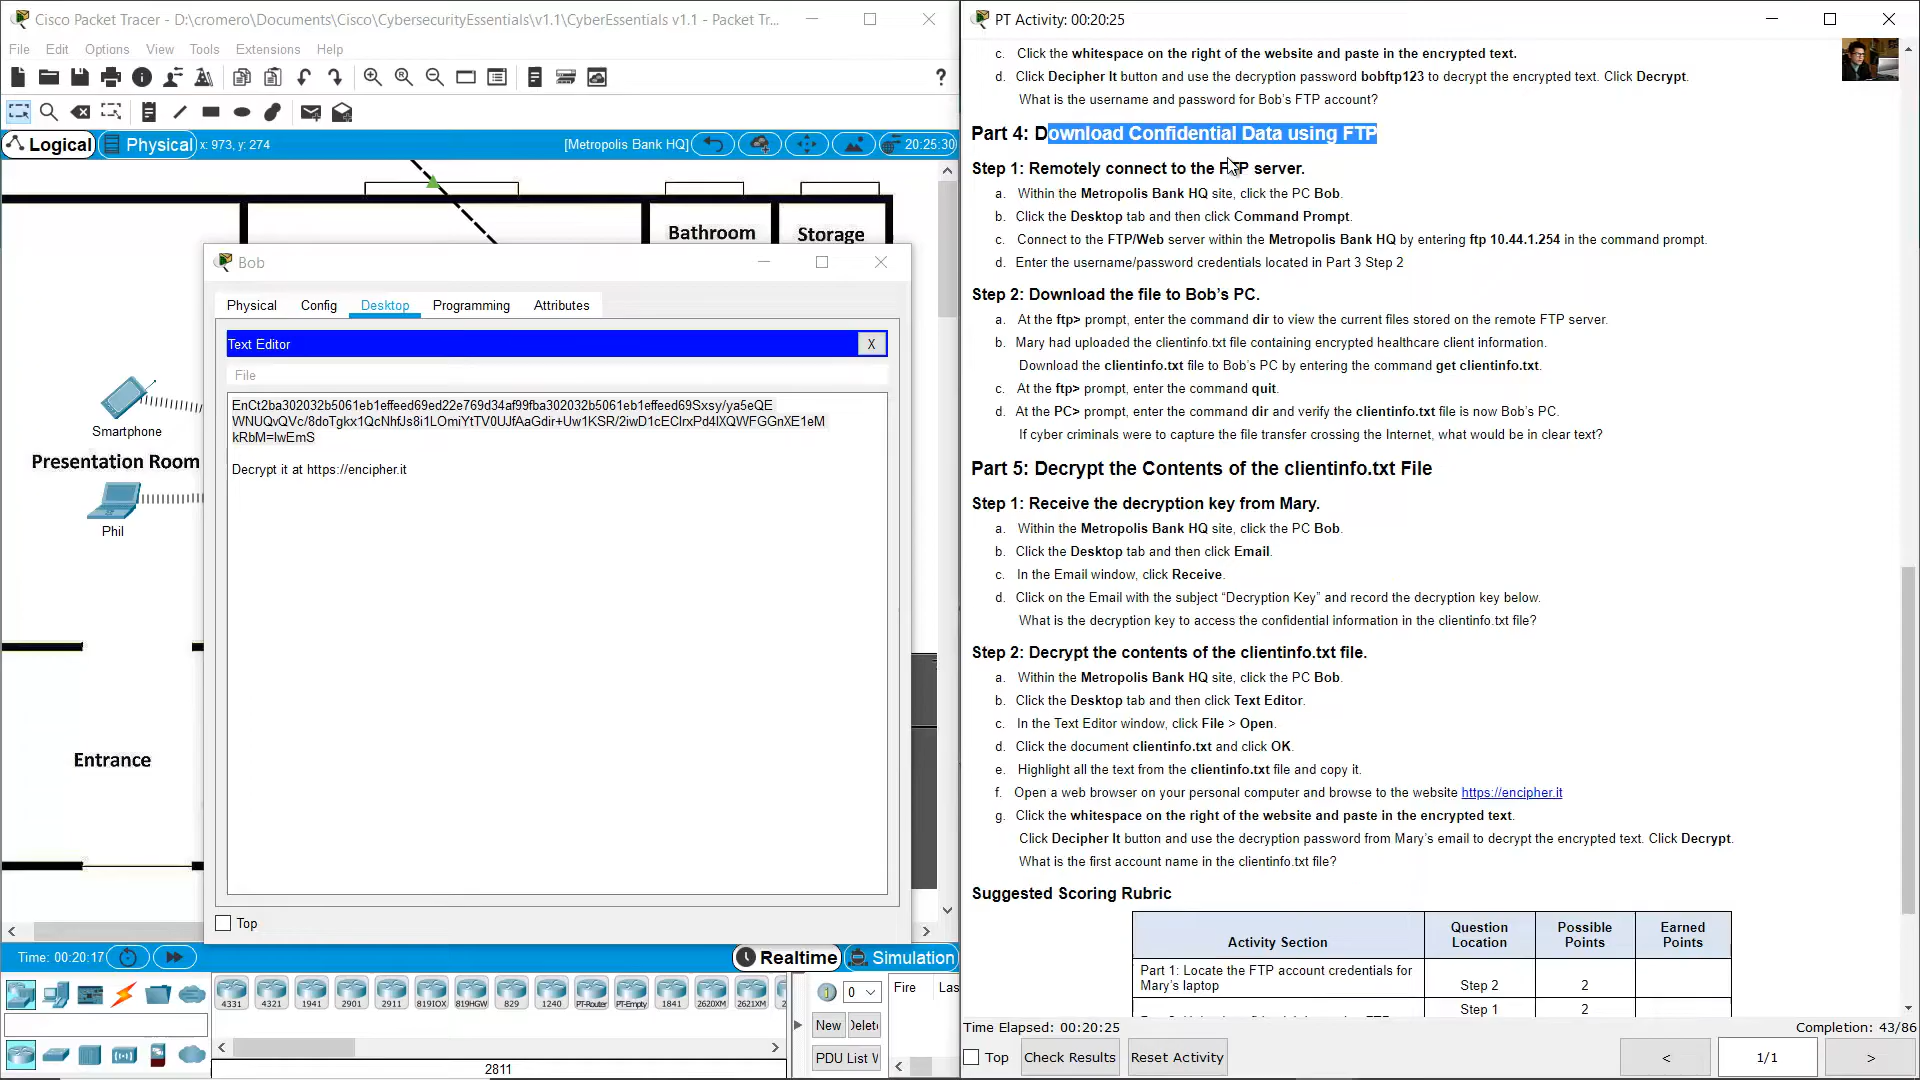 Cisco Packet Tracer - D:\cromero\Documents\Cisco\CybersecurityEssentials\v1.1\CyberEssentials v1.1 - Packet Tr...
File Edit Options View Tools Extensions Help
?
Logical Physical x: 973, y: 274 [Metropolis Bank HQ] 20:25:30
Bathroom Storage
Smartphone
Presentation Room
Phil
Entrance
Bob
Physical Config Desktop Programming Attributes
Text Editor X
File
EnCt2ba302032b5061eb1effeed69ed22e769d34af99fba302032b5061eb1effeed69Sxsy/ya5eQE
WNUQvQVc/8doTgkx1QcNhfJs8i1LOmiYtTV0UJfAaGdir+Uw1KSR/2iwD1cEClrxPd4lXQWFGGnXE1eM
kRbM=IwEmS
Decrypt it at https://encipher.it
Top
Time: 00:20:17 Realtime Simulation
4331 4321 1941 2901 2911 819IOX 819HGW 829 1240 PT-Router PT-Empty 1841 2620XM 2621XM 2
0 Fire Las
New Delete
PDU List W
2811
PT Activity: 00:20:25
c. Click the whitespace on the right of the website and paste in the encrypted text.
d. Click Decipher It button and use the decryption password bobftp123 to decrypt the encrypted text. Click Decrypt.
What is the username and password for Bob's FTP account?
Part 4: Download Confidential Data using FTP
Step 1: Remotely connect to the FTP server.
a. Within the Metropolis Bank HQ site, click the PC Bob.
b. Click the Desktop tab and then click Command Prompt.
c. Connect to the FTP/Web server within the Metropolis Bank HQ by entering ftp 10.44.1.254 in the command prompt.
d. Enter the username/password credentials located in Part 3 Step 2
Step 2: Download the file to Bob's PC.
a. At the ftp> prompt, enter the command dir to view the current files stored on the remote FTP server.
b. Mary had uploaded the clientinfo.txt file containing encrypted healthcare client information.
Download the clientinfo.txt file to Bob's PC by entering the command get clientinfo.txt.
c. At the ftp> prompt, enter the command quit.
d. At the PC> prompt, enter the command dir and verify the clientinfo.txt file is now Bob's PC.
If cyber criminals were to capture the file transfer crossing the Internet, what would be in clear text?
Part 5: Decrypt the Contents of the clientinfo.txt File
Step 1: Receive the decryption key from Mary.
a. Within the Metropolis Bank HQ site, click the PC Bob.
b. Click the Desktop tab and then click Email.
c. In the Email window, click Receive.
d. Click on the Email with the subject “Decryption Key” and record the decryption key below.
What is the decryption key to access the confidential information in the clientinfo.txt file?
Step 2: Decrypt the contents of the clientinfo.txt file.
a. Within the Metropolis Bank HQ site, click the PC Bob.
b. Click the Desktop tab and then click Text Editor.
c. In the Text Editor window, click File > Open.
d. Click the document clientinfo.txt and click OK.
e. Highlight all the text from the clientinfo.txt file and copy it.
f. Open a web browser on your personal computer and browse to the website https://encipher.it
g. Click the whitespace on the right of the website and paste in the encrypted text.
Click Decipher It button and use the decryption password from Mary's email to decrypt the encrypted text. Click Decrypt.
What is the first account name in the clientinfo.txt file?
Suggested Scoring Rubric
Activity Section Question Location Possible Points Earned Points
Part 1: Locate the FTP account credentials for Mary's laptop Step 2 2
Step 1 2
Time Elapsed: 00:20:25 Completion: 43/86
Top Check Results Reset Activity < 1/1 >